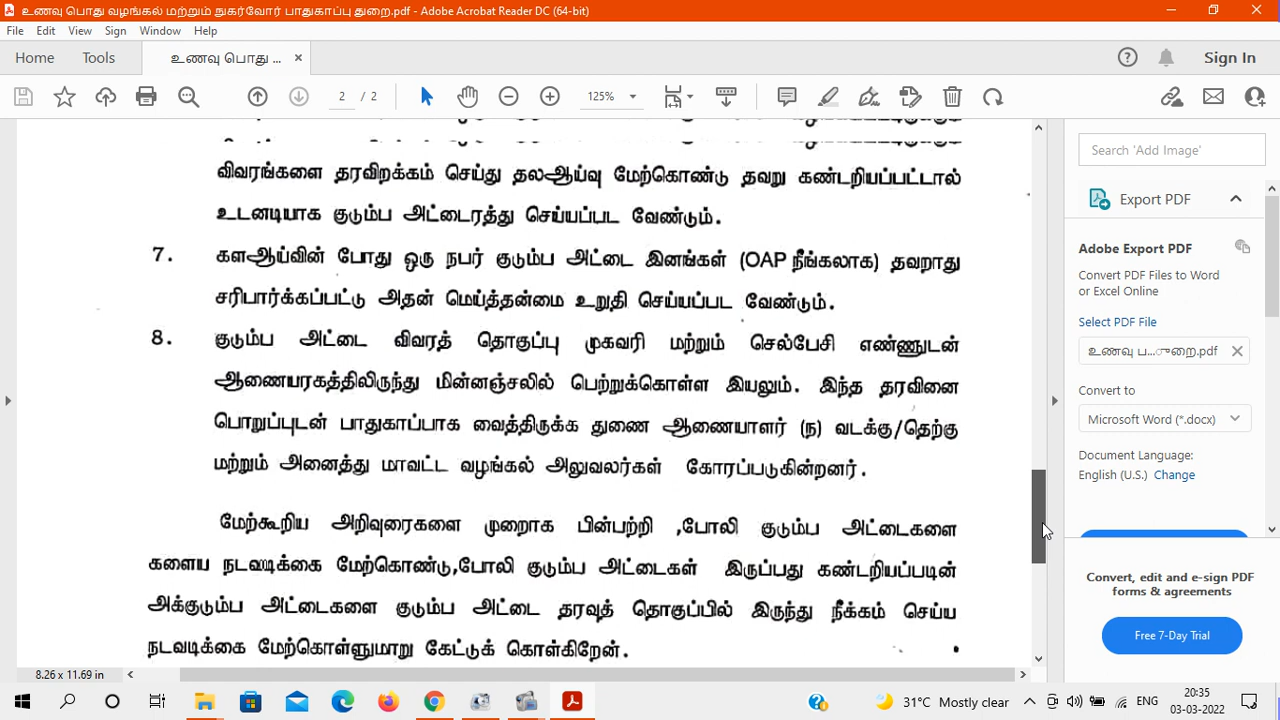 உணவு பொது வழங்கல் மற்றும் நுகர்வோர் பாதுகாப்பு துறை.pdf - Adobe Acrobat Reader DC (64-bit)
File Edit View Sign Window Help
Home Tools உணவு பொது ... × Sign In
2 / 2 125%
விவரங்களை தரவிறக்கம் செய்து தலஆய்வு மேற்கொண்டு தவறு கண்டறியப்பட்டால்
உடனடியாக குடும்ப அட்டைரத்து செய்யப்பட வேண்டும்.
7. களஆய்வின் போது ஒரு நபர் குடும்ப அட்டை இனங்கள் (OAP நீங்கலாக) தவறாது
சரிபார்க்கப்பட்டு அதன் மெய்த்தன்மை உறுதி செய்யப்பட வேண்டும்.
8. குடும்ப அட்டை விவரத் தொகுப்பு முகவரி மற்றும் செல்பேசி எண்ணுடன்
ஆணையரகத்திலிருந்து மின்னஞ்சலில் பெற்றுக்கொள்ள இயலும். இந்த தரவினை
பொறுப்புடன் பாதுகாப்பாக வைத்திருக்க துணை ஆணையாளர் (ந) வடக்கு/தெற்கு
மற்றும் அனைத்து மாவட்ட வழங்கல் அலுவலர்கள் கோரப்படுகின்றனர்.
மேற்கூறிய அறிவுரைகளை முறைாக பின்பற்றி ,போலி குடும்ப அட்டைகளை
களைய நடவடிக்கை மேற்கொண்டு,போலி குடும்ப அட்டைகள் இருப்பது கண்டறியப்படின்
அக்குடும்ப அட்டைகளை குடும்ப அட்டை தரவுத் தொகுப்பில் இருந்து நீக்கம் செய்ய
நடவடிக்கை மேற்கொள்ளுமாறு கேட்டுக் கொள்கிறேன்.
8.26 x 11.69 in
Search 'Add Image'
Export PDF
Adobe Export PDF
Convert PDF Files to Word
or Excel Online
Select PDF File
உணவு ப...ுறை.pdf
Convert to
Microsoft Word (*.docx)
Document Language:
English (U.S.) Change
Convert, edit and e-sign PDF
forms & agreements
Free 7-Day Trial
31°C Mostly clear ENG 20:35
03-03-2022